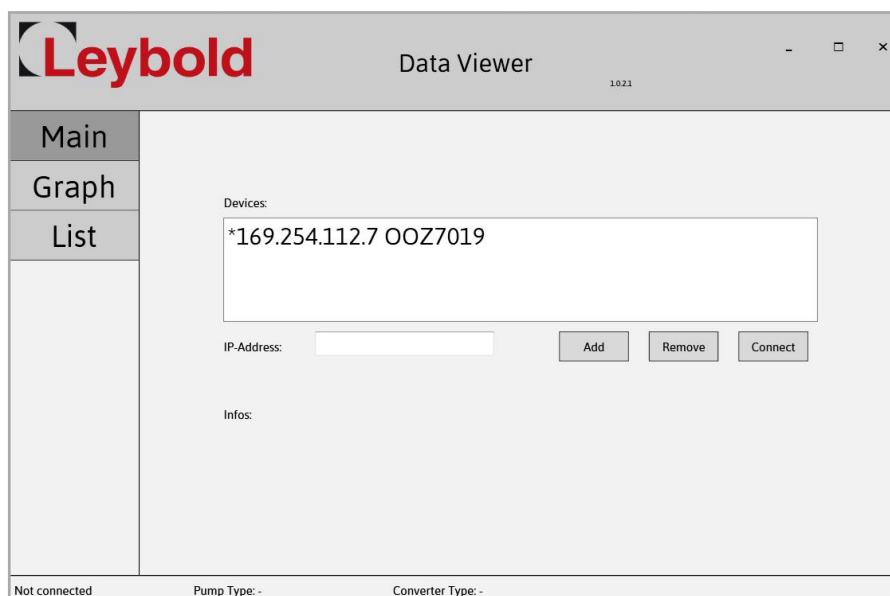 Leybold
Data Viewer
1.0.2.1
Main
Graph
List
Devices:
*169.254.112.7 OOZ7019
IP-Address:
Add
Remove
Connect
Infos:
Not connected
Pump Type: -
Converter Type: -